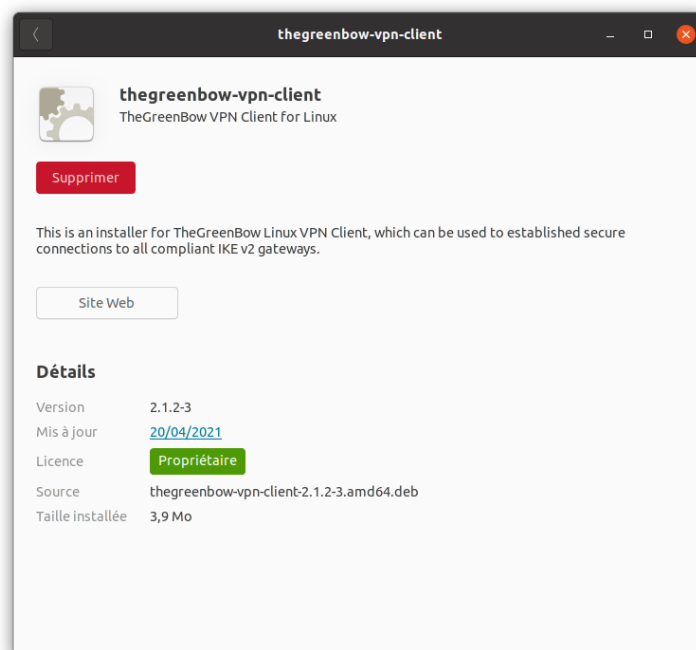 thegreenbow-vpn-client
thegreenbow-vpn-client
TheGreenBow VPN Client for Linux
Supprimer
This is an installer for TheGreenBow Linux VPN Client, which can be used to established secure
connections to all compliant IKE v2 gateways.
Site Web
Détails
Version 2.1.2-3
Mis à jour 20/04/2021
Licence Propriétaire
Source thegreenbow-vpn-client-2.1.2-3.amd64.deb
Taille installée 3,9 Mo